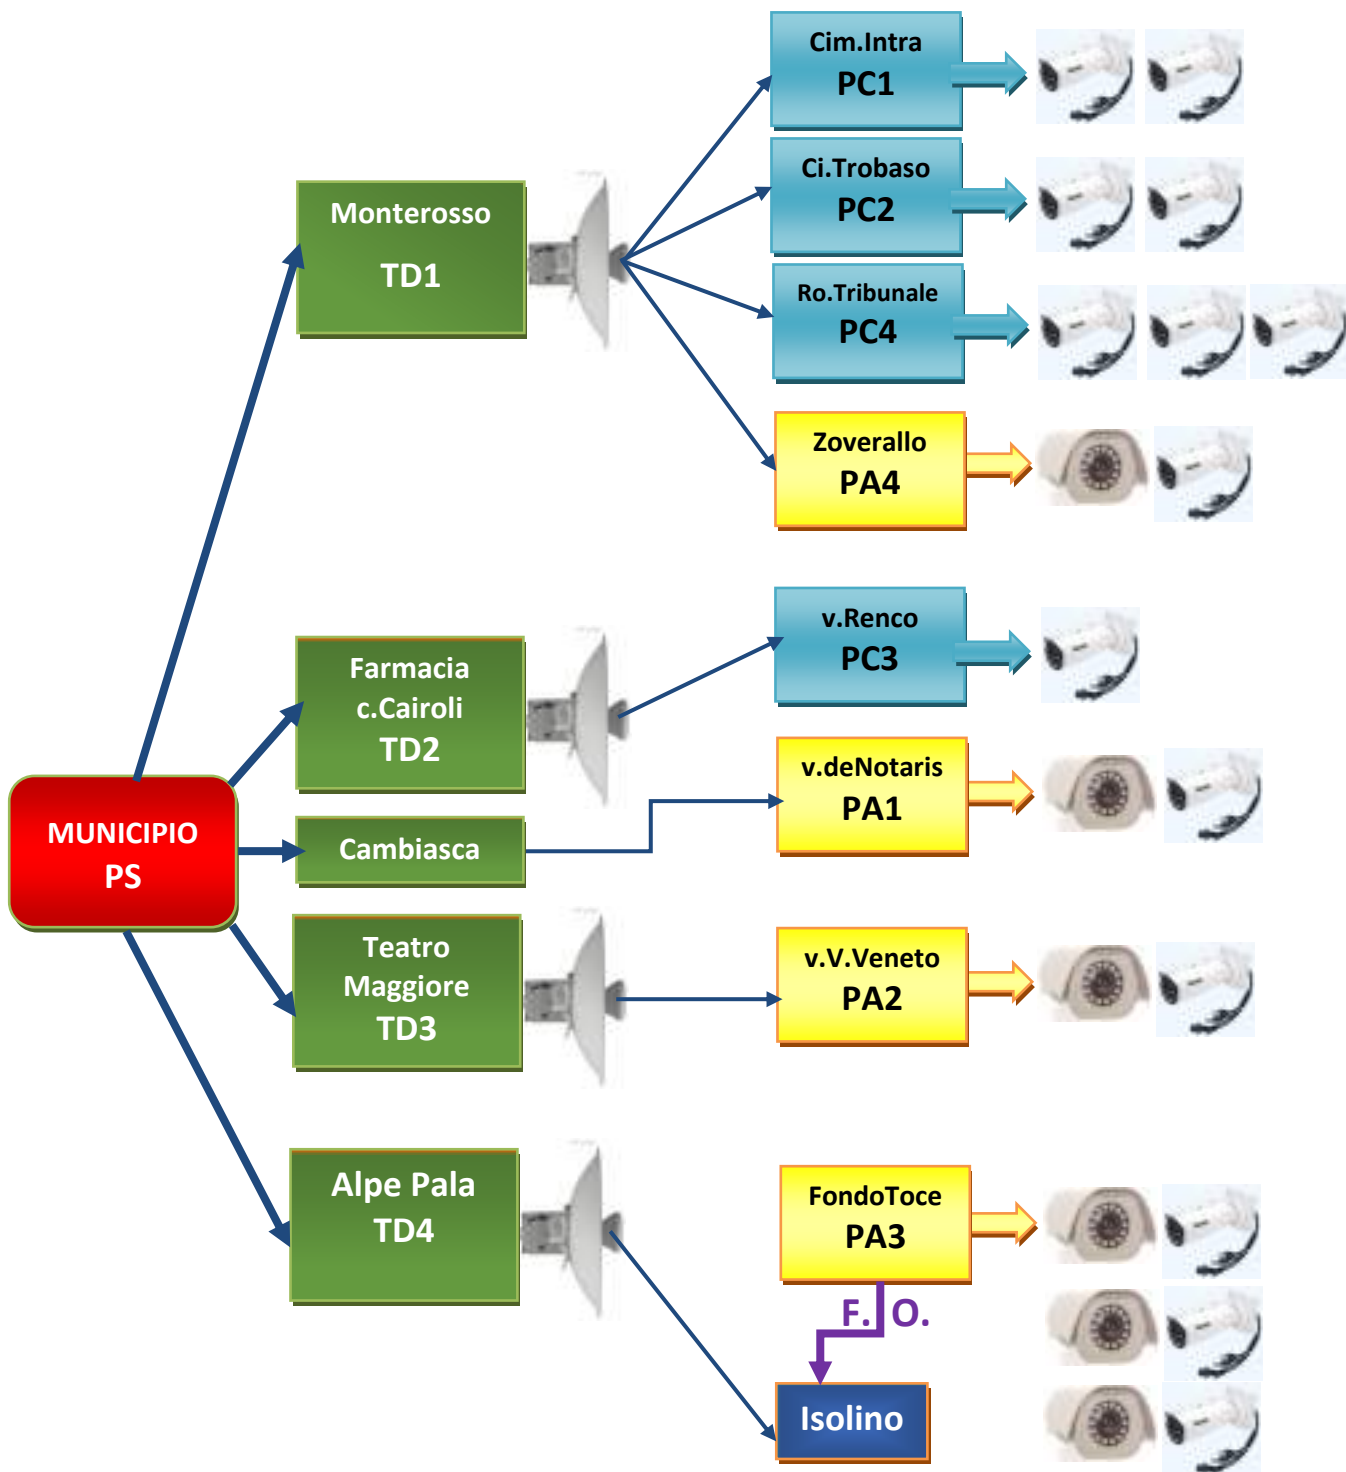 Cim.Intra
PC1
Ci.Trobaso
PC2
Monterosso
TD1
Ro.Tribunale
PC4
Zoverallo
PA4
v.Renco
PC3
Farmacia
c.Cairoli
TD2
v.deNotaris
PA1
MUNICIPIO
PS
Cambiasca
Teatro
Maggiore
TD3
v.V.Veneto
PA2
Alpe Pala
TD4
FondoToce
PA3
F. O.
Isolino